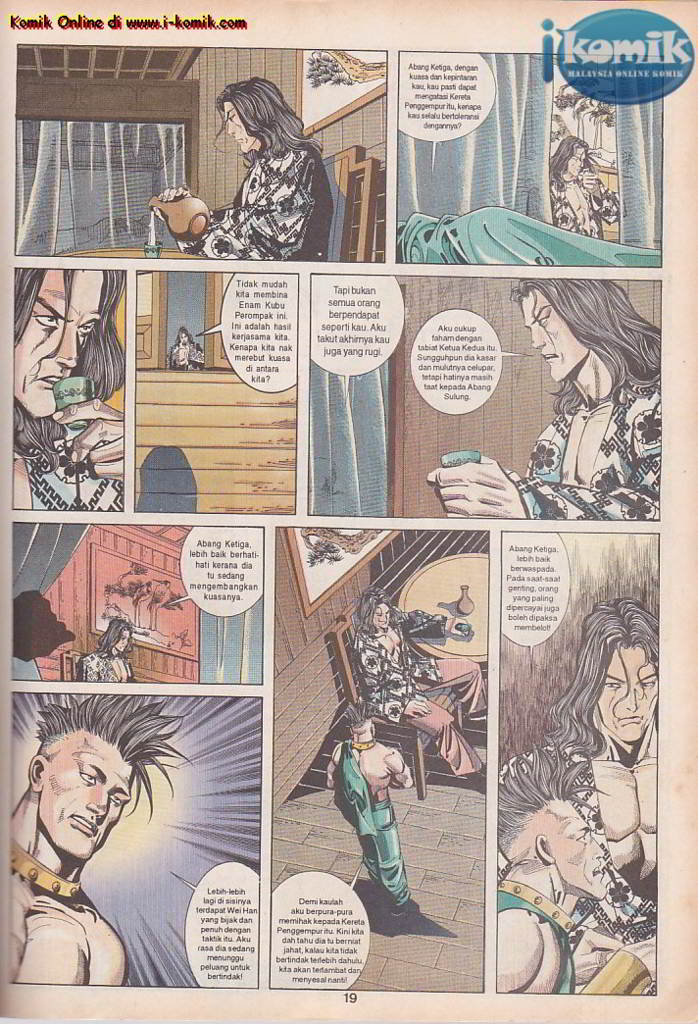 Komik Online di www.i-komik.com
ikomik
MALAYSIA ONLINE KOMIK
Abang Ketiga, dengan
kuasa dan kepintaran
kau, kau pasti dapat
mengatasi Kereta
Penggempur itu, kenapa
kau selalu bertoleransi
dengannya?
Tidak mudah
kita membina
Enam Kubu
Perompak ini.
Ini adalah hasil
kerjasama kita.
Kenapa kita nak
merebut kuasa
di antara
kita?
Tapi bukan
semua orang
berpendapat
seperti kau. Aku
takut akhirnya kau
juga yang rugi.
Aku cukup
faham dengan
tabiat Ketua Kedua itu.
Sungguhpun dia kasar
dan mulutnya celupar,
tetapi harimasih
taat kepada Abang
Sulung.
Abang Ketiga,
lebih baik berhati-
hati kerana dia
tu sedang
mengembangkan
kuasanya.
Lebih-lebih
lagi di sisinya
terdapat Wei Han
yang bijak dan
penuh dengan
taktik itu. Aku
rasa dia sedang
menunggu
peluang untuk
bertindak!
Demi kaulah
aku berpura-pura
memihak kepada Kereta
Penggempur itu. Kini kita
dah tahu dia tu berniat
jahat, kalau kita tidak
bertindak terlebih dahulu,
kita akan terlambat dan
menyesal nanti!
Abang Ketiga,
lebih baik
berwaspada.
Pada saat-saat
genting, orang
yang paling
dipercayai juga
boleh dipaksa
membelot!
19